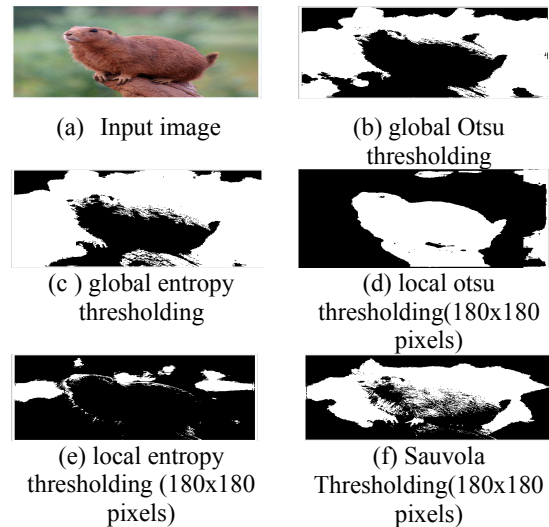 (a) Input image
(b) global Otsu
thresholding
(c ) global entropy
thresholding
(d) local otsu
thresholding(180x180
pixels)
(e) local entropy
thresholding (180x180
pixels)
(f) Sauvola
Thresholding(180x180
pixels)